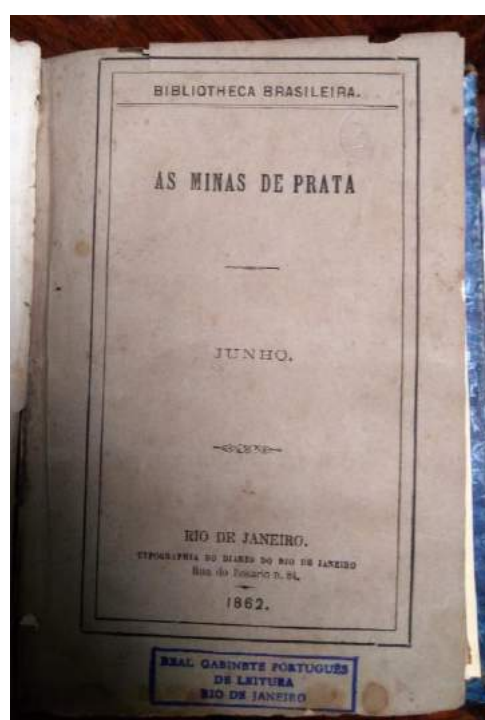 BIBLIOTHECA BRASILEIRA.
AS MINAS DE PRATA
JUNHO.
RIO DE JANEIRO.
TYPOGRAPHIA DO DIARIO DO RIO DE JANEIRO
Rua do Rosario n. 84.
1862.
REAL GABINETE PORTUGUÊS
DE LEITURA
RIO DE JANEIRO